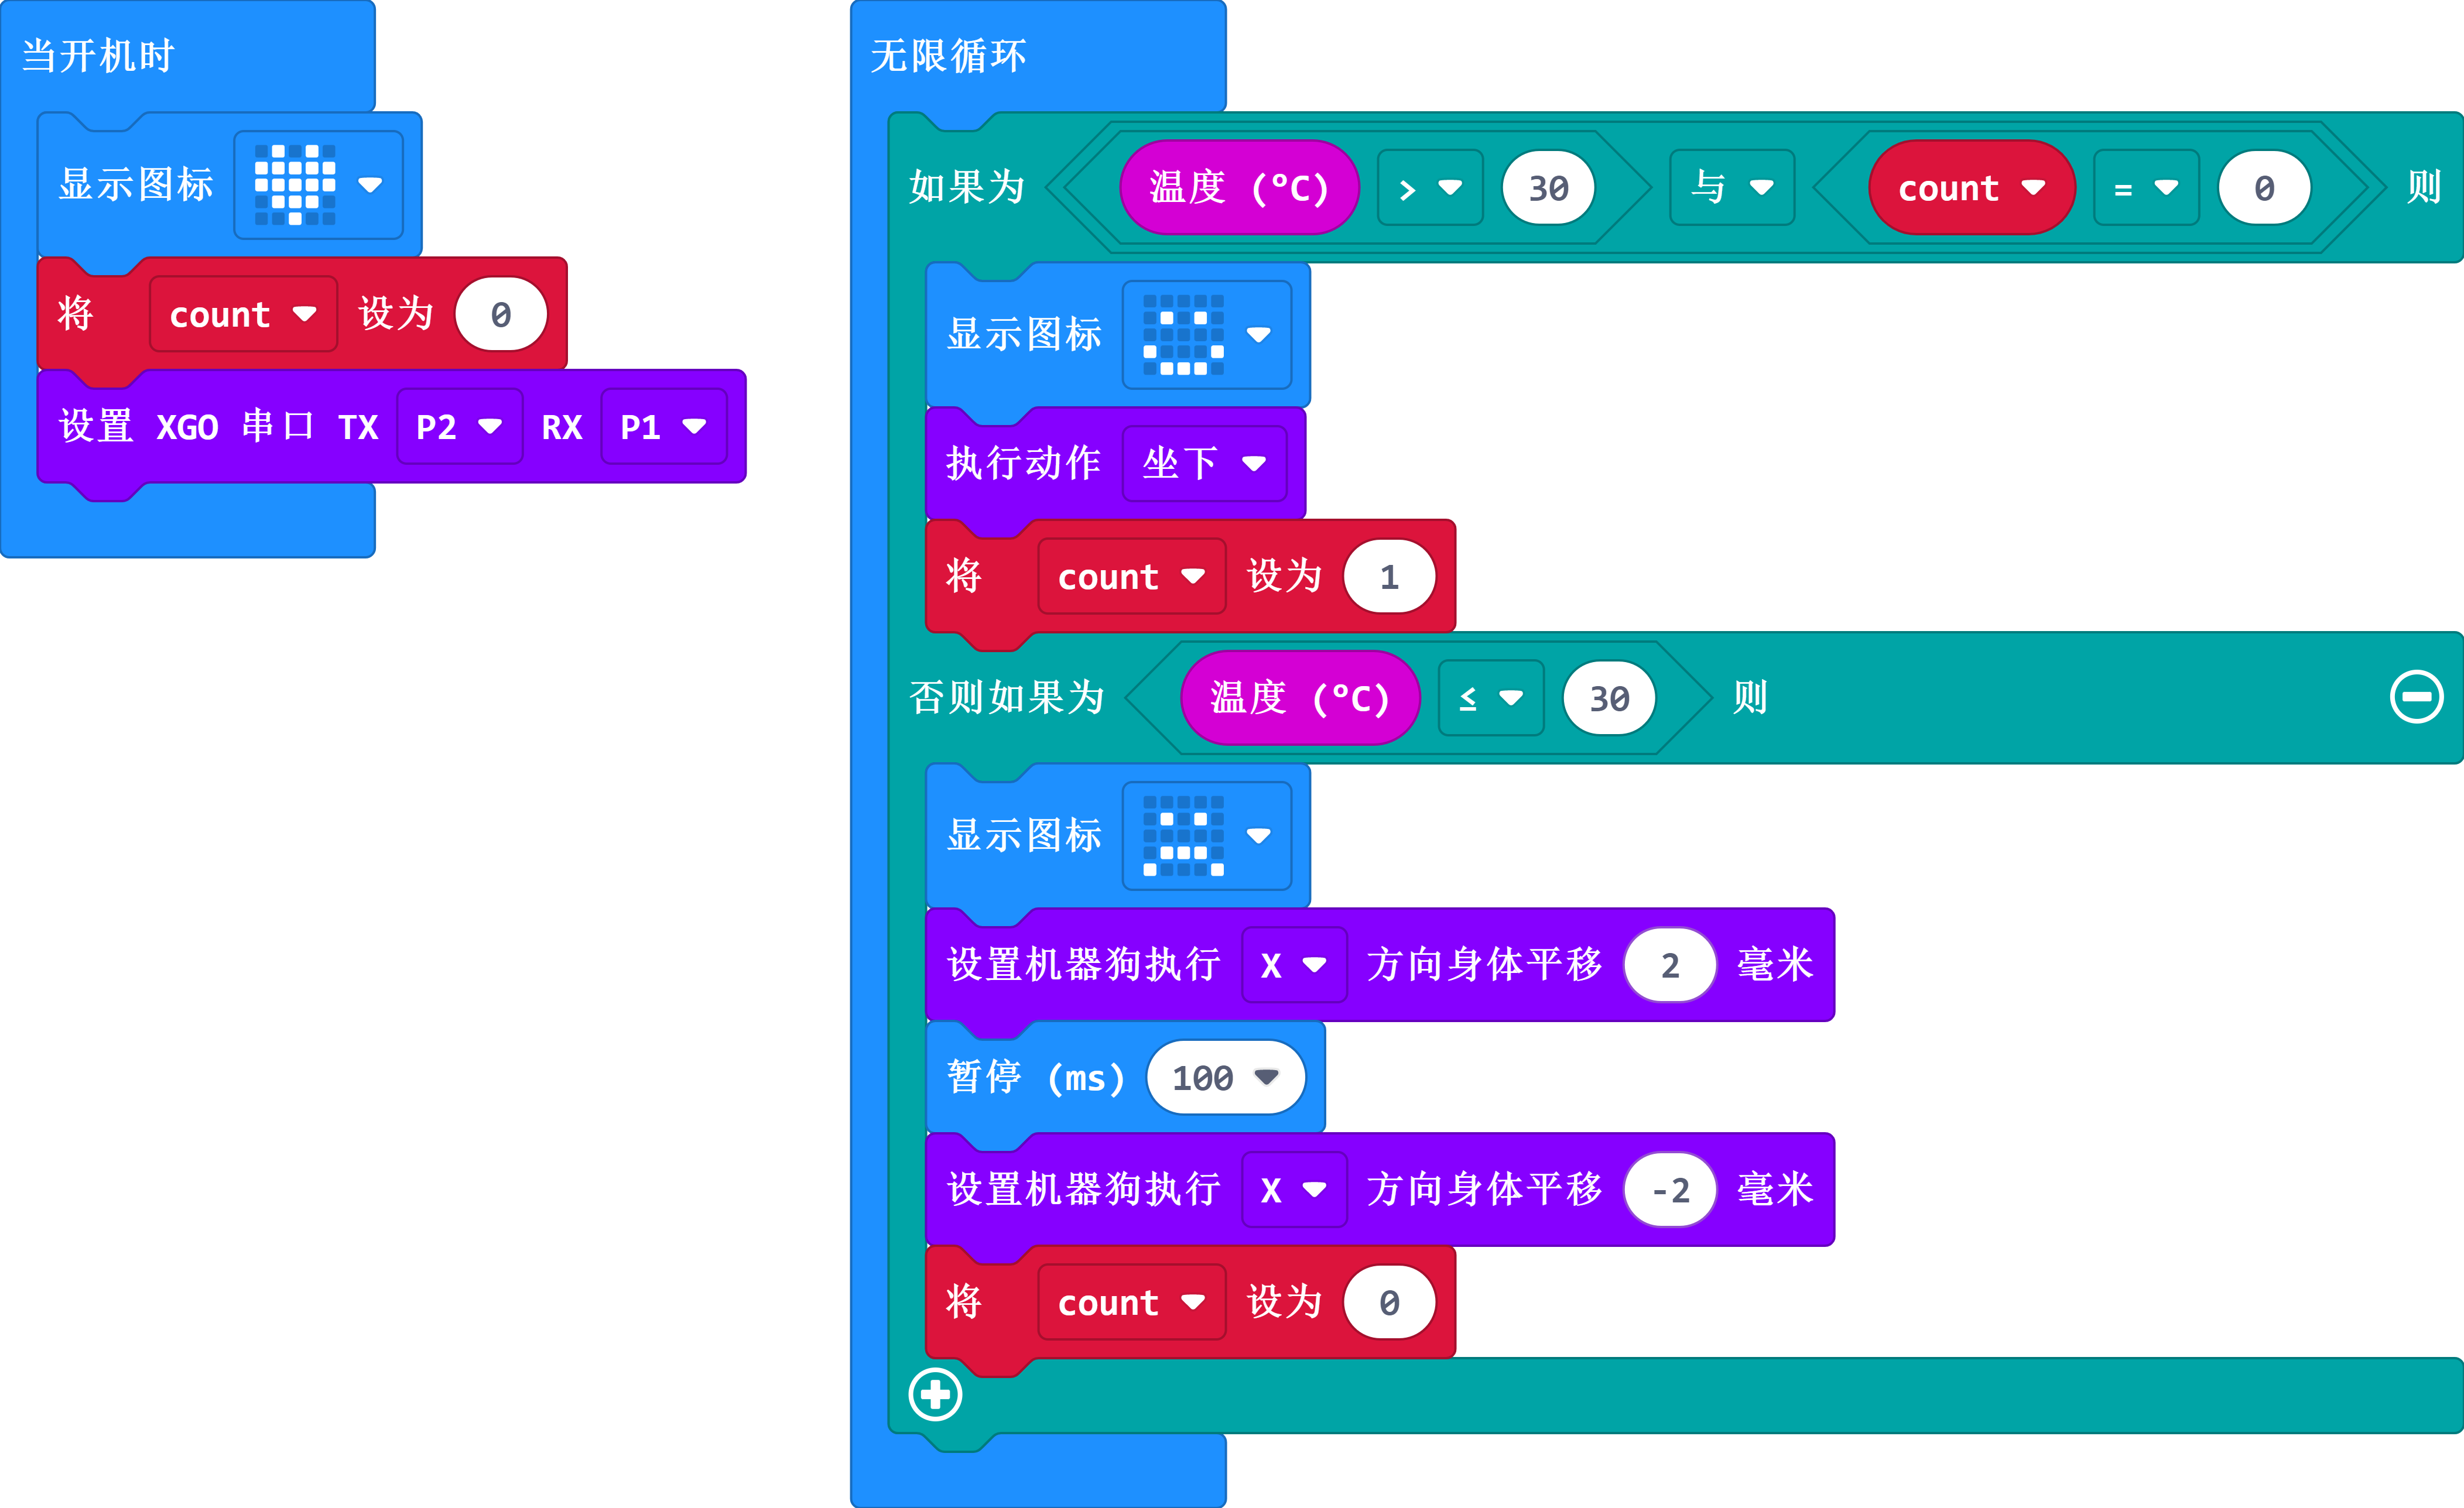 当开机时
显示图标
将 count 设为 0
设置 XGO 串口 TX P2 RX P1
无限循环
如果为 温度 (°C) > 30 与 count = 0 则
显示图标
执行动作 坐下
将 count 设为 1
否则如果为 温度 (°C) ≤ 30 则
显示图标
设置机器狗执行 X 方向身体平移 2 毫米
暂停 (ms) 100
设置机器狗执行 X 方向身体平移 -2 毫米
将 count 设为 0